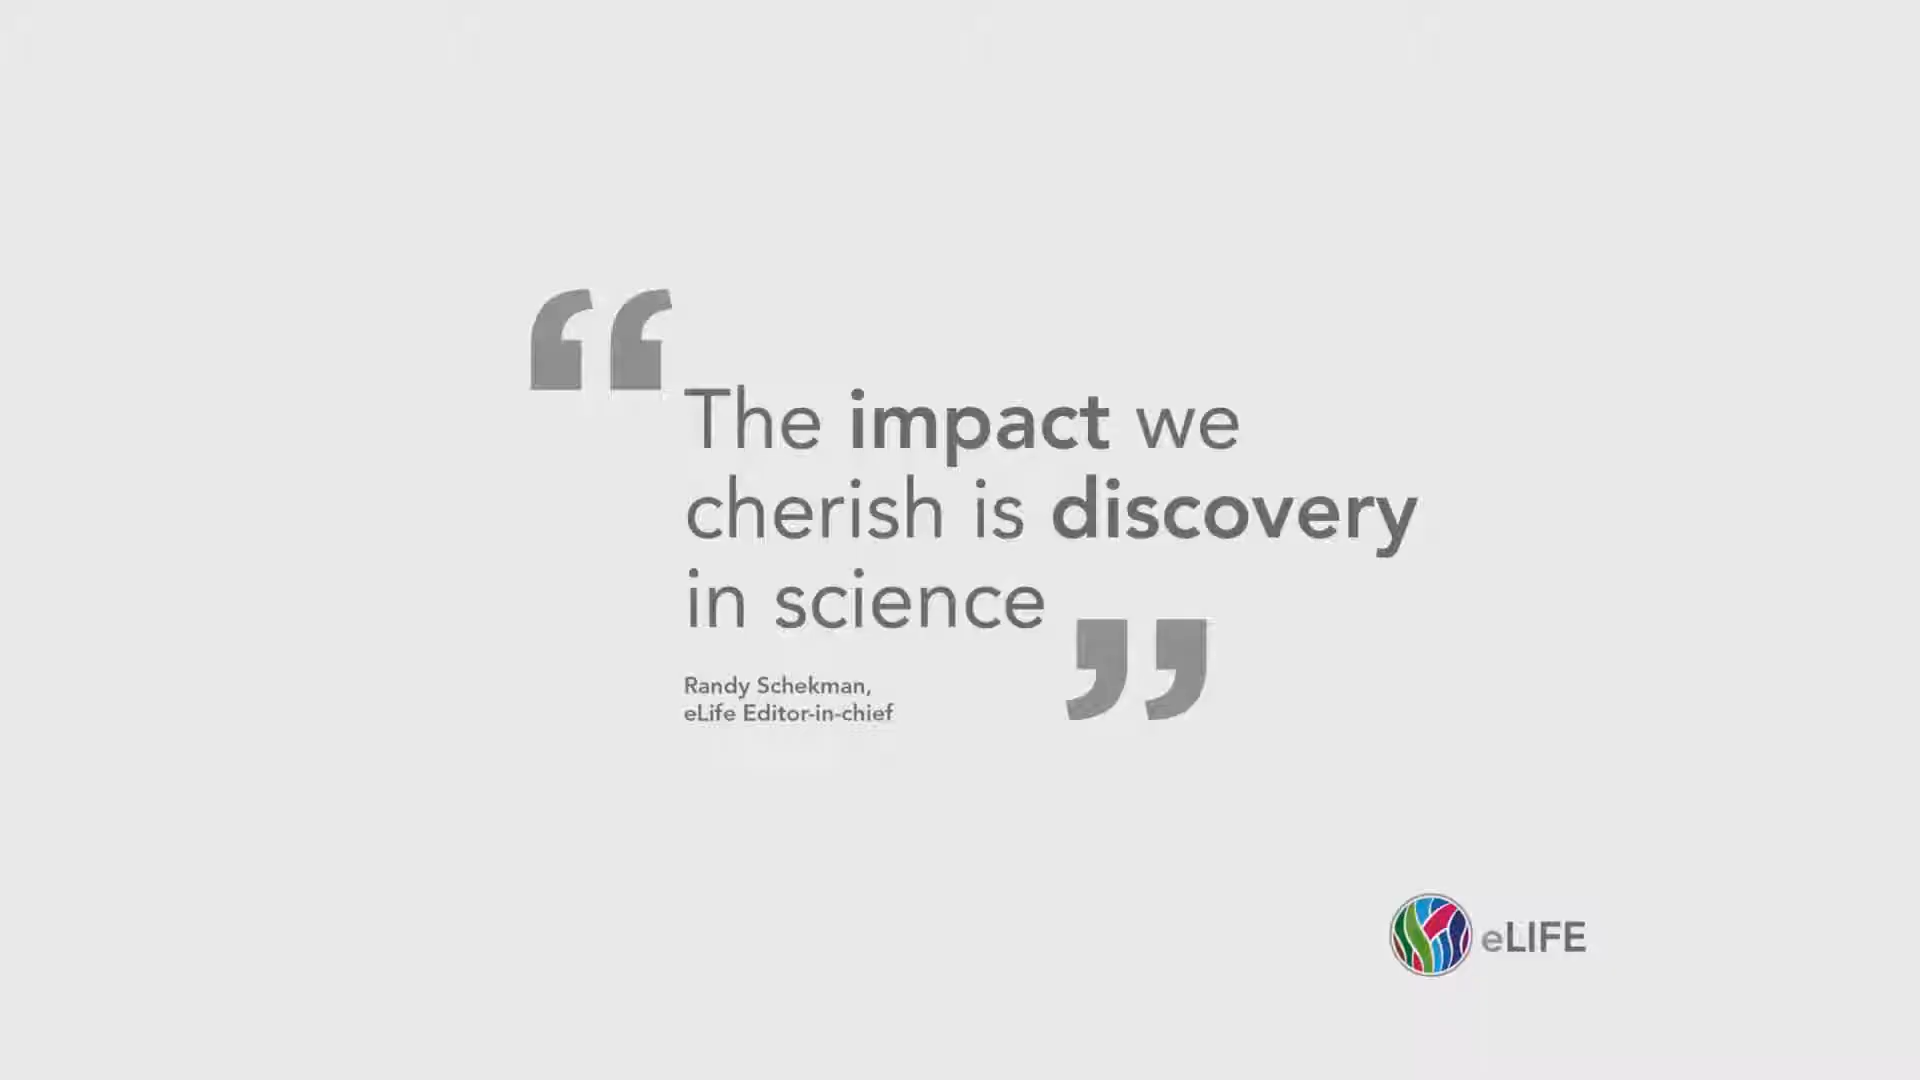 “The impact we
cherish is discovery
in science”
Randy Schekman,
eLife Editor-in-chief
eLIFE